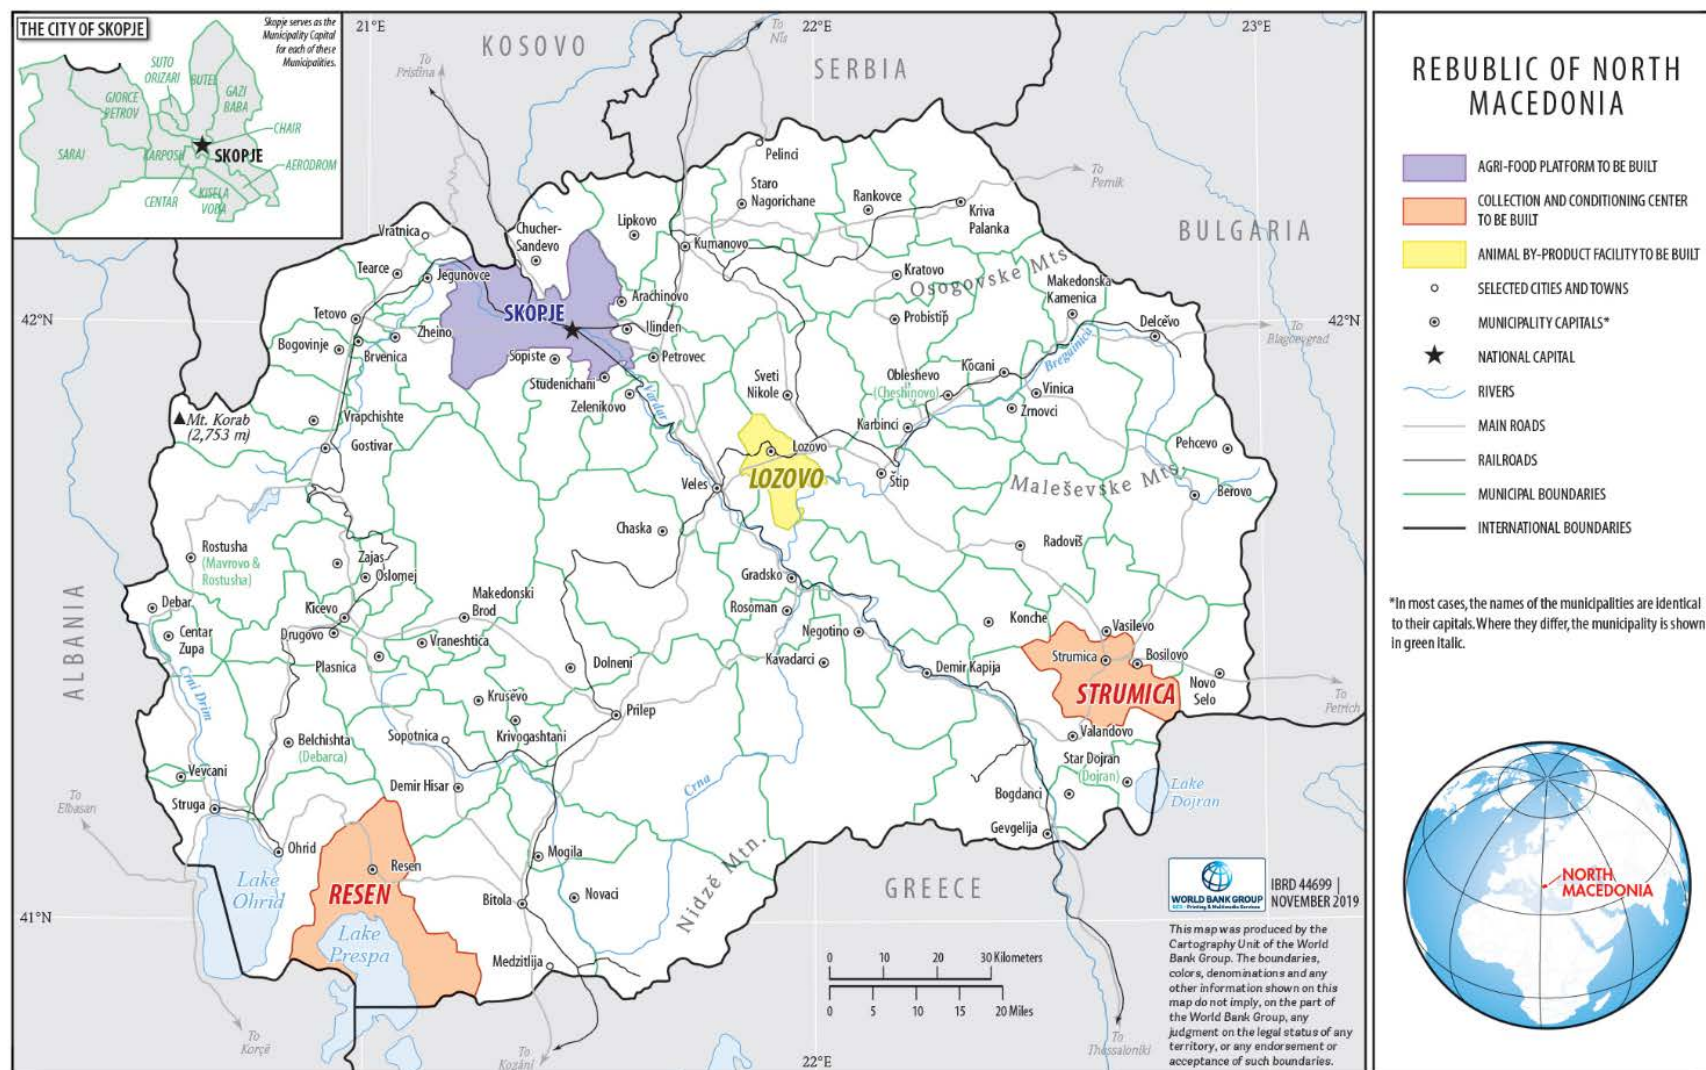 THE CITY OF SKOPJE
Skopje serves as the
Municipality Capital
for each of these
Municipalities.
SUTO
ORIZARI
BUTEL
GAZI
BABA
GJORCE
PETROV
CHAIR
SARAJ
KARPOSH
SKOPJE
AERODROM
CENTAR
KISELA
VODA
21°E
22°E
23°E
KOSOVO
SERBIA
BULGARIA
ALBANIA
GREECE
To
Pristina
To
Nis
To
Pernik
To
Blagoevgrad
To
Petrich
To
Thessaloniki
To
Kozáni
To
Korçë
To
Elbasan
42°N
42°N
41°N
22°E
Pelinci
Staro
Nagorichane
Rankovce
Kriva
Palanka
Lipkovo
Chucher-
Sandevo
Vratnica
Kumanovo
Tearce
Jegunovce
Kratovo
Osogovske Mts.
Makedonska
Kamenica
Arachinovo
SKOPJE
Tetovo
Zheino
Ilinden
Probistip
Delcěvo
Bogovinje
Brvenica
Sopiste
Petrovec
Studenichani
Zelenikovo
Vardar
Sveti
Nikole
Obleshevo
(Cheshinovo)
Kǒcani
Breguinicu
Vinica
Zrnovci
Mt. Korab
(2,753 m)
Vrapchishte
Gostivar
Karbinci
Pehcevo
Lozovo
LOZOVO
Veles
Štip
Maleševske Mts.
Berovo
Chaska
Radoviš
Rostusha
(Mavrovo &
Rostusha)
Zajas
Oslomej
Gradsko
Debar
Kicevo
Makedonski
Brod
Rosoman
Konche
Vasilevo
Centar
Zupa
Drugovo
Vraneshtica
Negotino
Plasnica
Dolneni
Kavadarci
Demir Kapija
Strumica
Bosilovo
Crni Drim
Krusěvo
STRUMICA
Novo
Selo
Prilep
Belchishta
(Debarca)
Sopotnica
Krivogashtani
Valandovo
Star Dojran
(Dojran)
Vevcani
Demir Hisar
Crna
Bogdanci
Lake
Dojran
Struga
Gevgelija
Ohrid
Resen
Mogila
Lake
Ohrid
RESEN
Bitola
Novaci
Nidzě Mtn.
Lake
Prespa
Medzitlija
0 10 20 30 Kilometers
0 5 10 15 20 Miles
WORLD BANK GROUP
IBRD 44699 |
NOVEMBER 2019
This map was produced by the
Cartography Unit of the World
Bank Group. The boundaries,
colors, denominations and any
other information shown on this
map do not imply, on the part of
the World Bank Group, any
judgment on the legal status of any
territory, or any endorsement or
acceptance of such boundaries.
REBUBLIC OF NORTH
MACEDONIA
AGRI-FOOD PLATFORM TO BE BUILT
COLLECTION AND CONDITIONING CENTER
TO BE BUILT
ANIMAL BY-PRODUCT FACILITY TO BE BUILT
SELECTED CITIES AND TOWNS
MUNICIPALITY CAPITALS*
NATIONAL CAPITAL
RIVERS
MAIN ROADS
RAILROADS
MUNICIPAL BOUNDARIES
INTERNATIONAL BOUNDARIES
*In most cases, the names of the municipalities are identical
to their capitals. Where they differ, the municipality is shown
in green italic.
NORTH
MACEDONIA